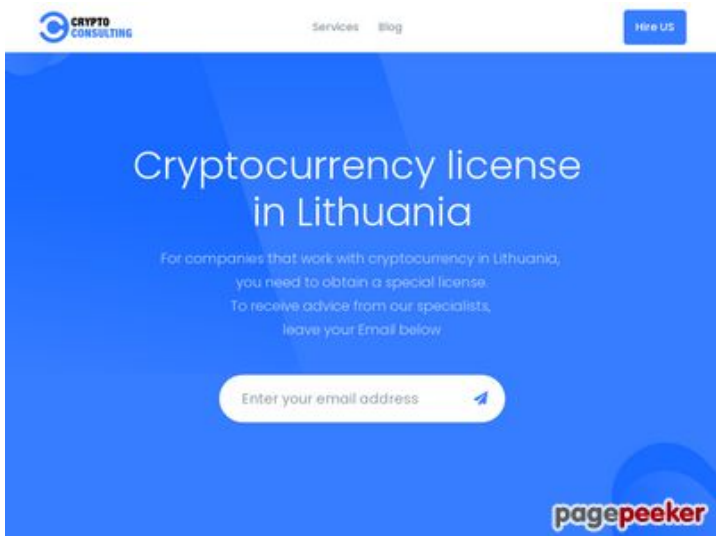 CRYPTO
CONSULTING
Services Blog
Hire US
Cryptocurrency license
in Lithuania
For companies that work with cryptocurrency in Lithuania,
you need to obtain a special license.
To receive advice from our specialists,
leave your Email below
Enter your email address
pagepeeker